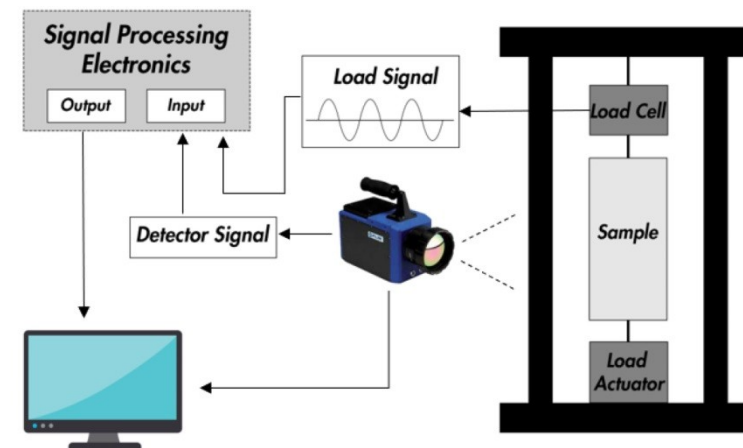 Signal Processing
Electronics
Output
Input
Load Signal
Load Cell
Detector Signal
Sample
Load
Actuator